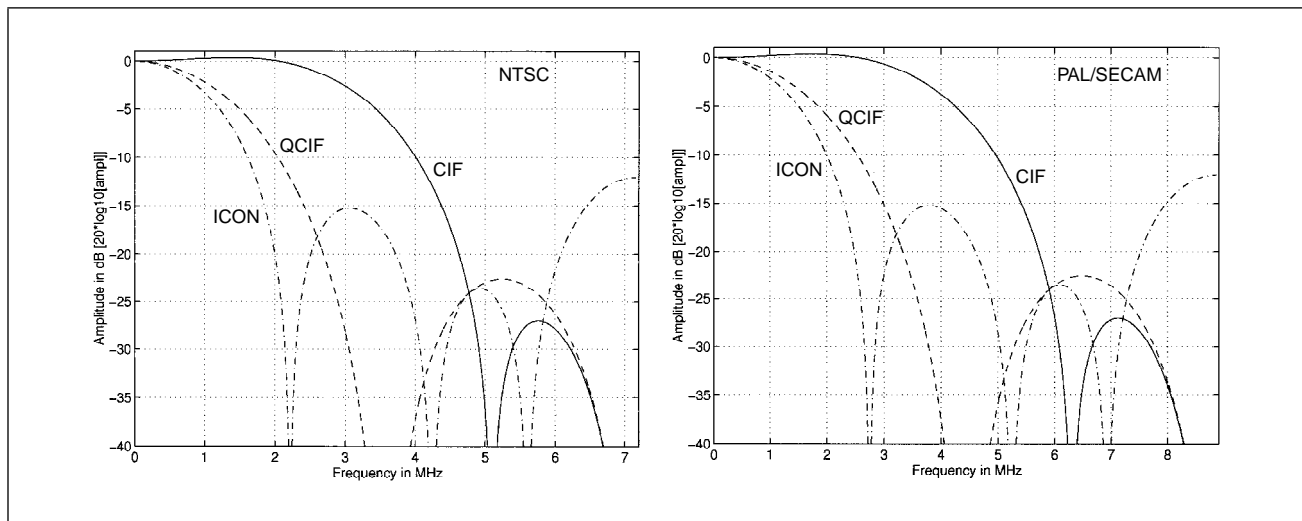 NTSC
QCIF
CIF
ICON
0
−5
−10
−15
−20
−25
−30
−35
−40
Amplitude in dB [20*log10[ampl]]
0 1 2 3 4 5 6 7
Frequency in MHz
PAL/SECAM
QCIF
ICON
CIF
0
−5
−10
−15
−20
−25
−30
−35
−40
Amplitude in dB [20*log10[ampl]]
0 1 2 3 4 5 6 7 8
Frequency in MHz